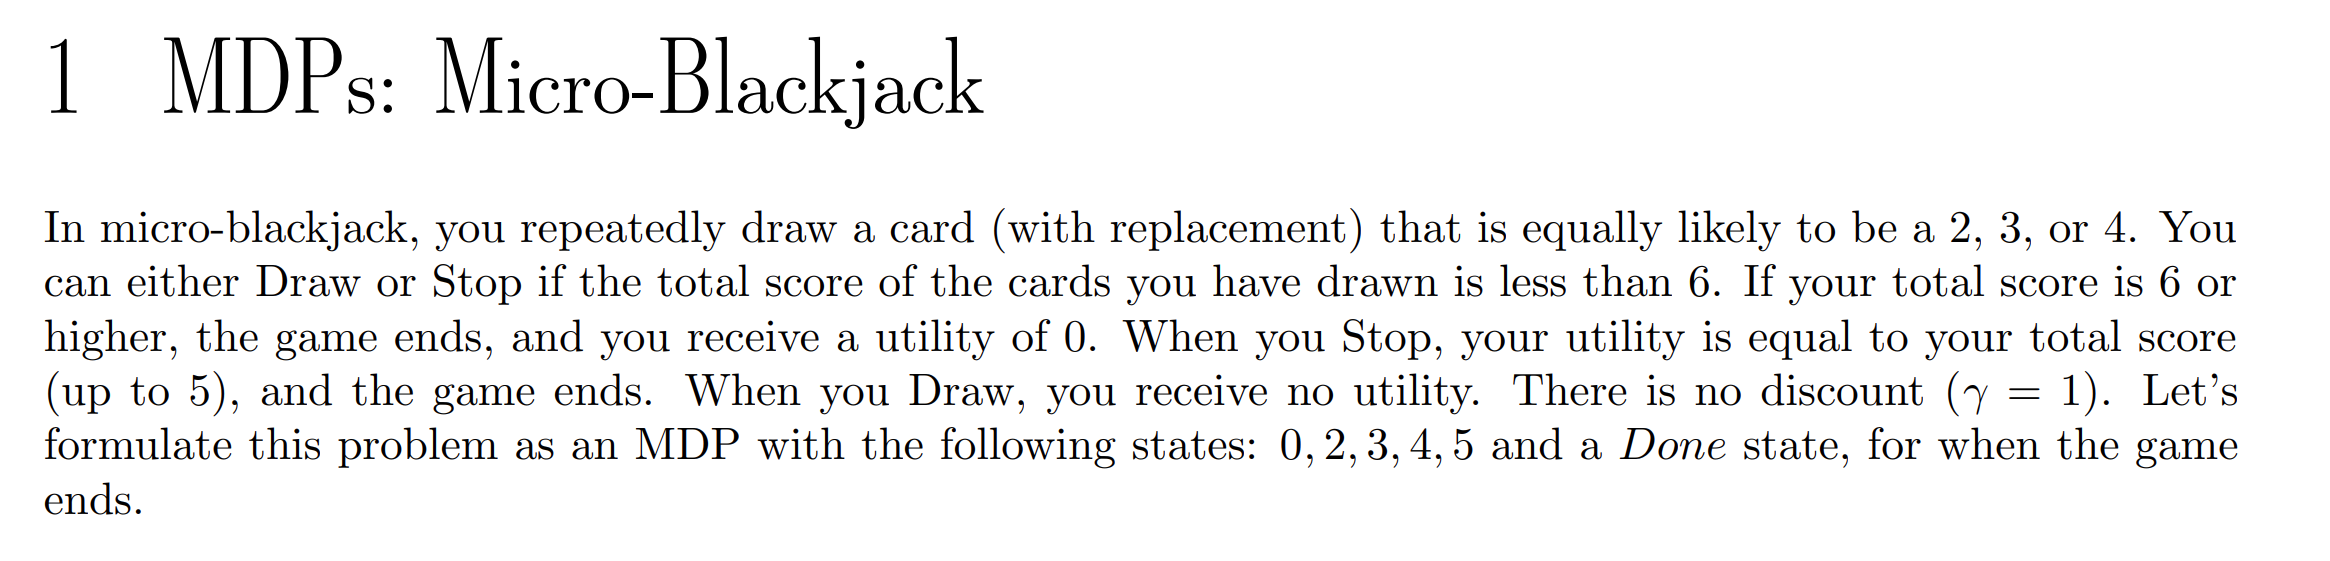 1 MDPs: Micro-Blackjack
In micro-blackjack, you repeatedly draw a card (with replacement) that is equally likely to be a 2, 3, or 4. You
can either Draw or Stop if the total score of the cards you have drawn is less than 6. If your total score is 6 or
higher, the game ends, and you receive a utility of 0. When you Stop, your utility is equal to your total score
(up to 5), and the game ends. When you Draw, you receive no utility. There is no discount (γ = 1). Let's
formulate this problem as an MDP with the following states: 0, 2, 3, 4, 5 and a Done state, for when the game
ends.